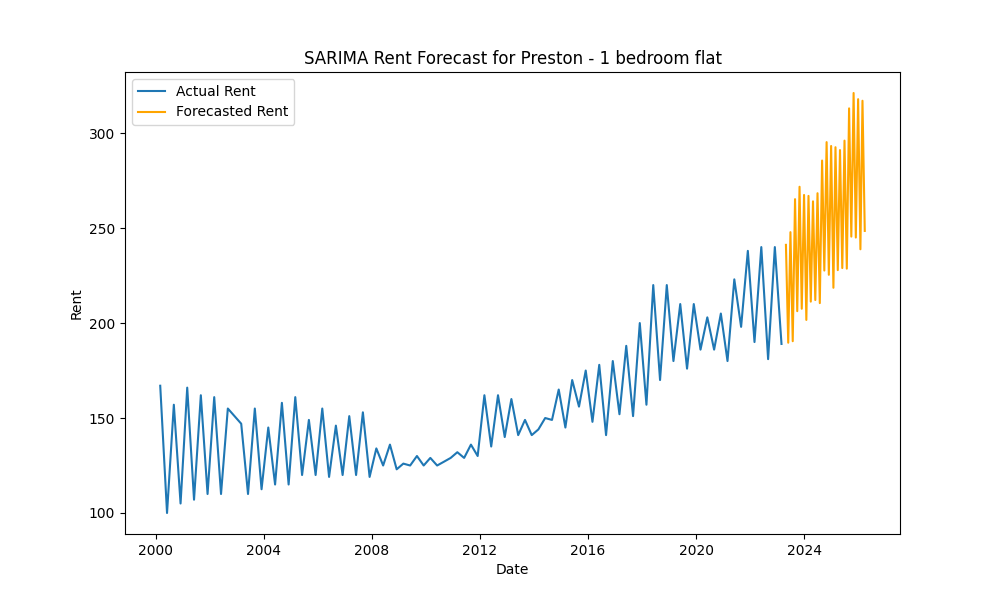 SARIMA Rent Forecast for Preston - 1 bedroom flat
Actual Rent
Forecasted Rent
300
250
200
150
100
Rent
2000 2004 2008 2012 2016 2020 2024
Date